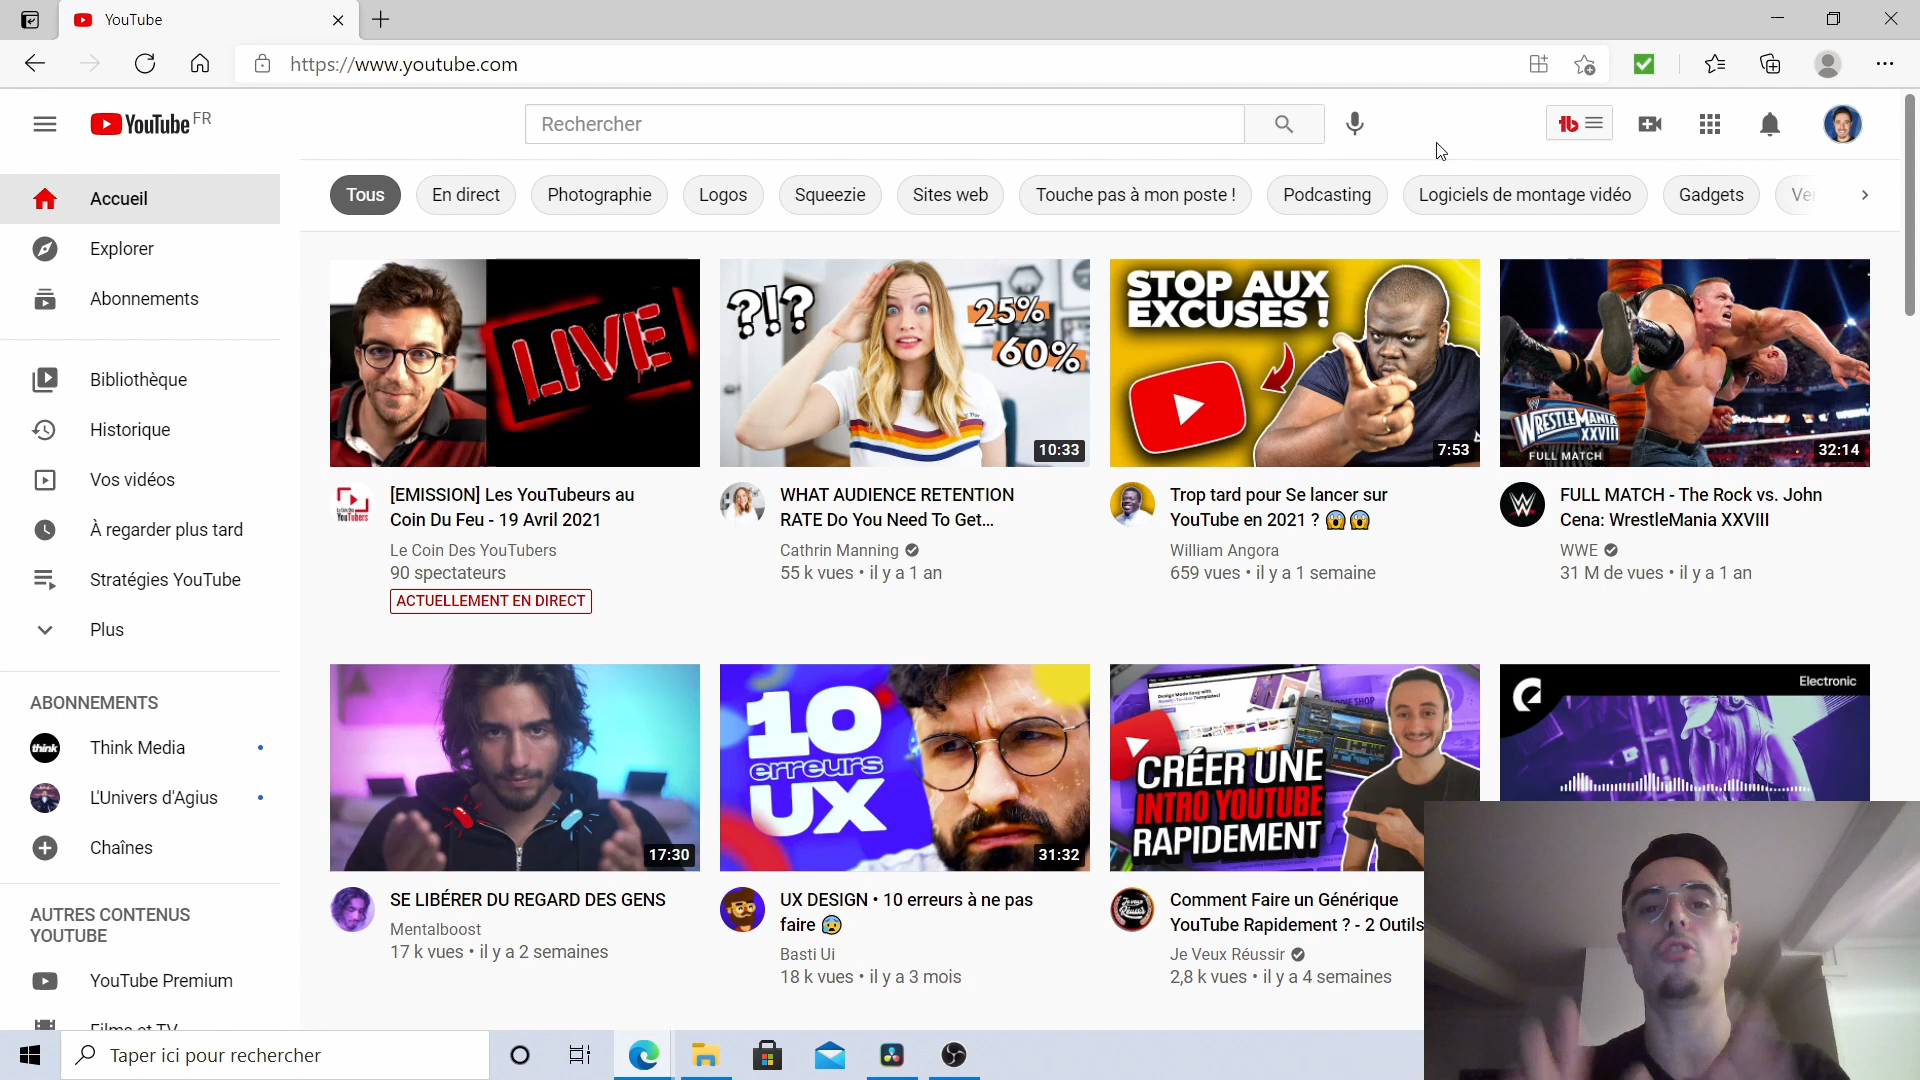 YouTube
https://www.youtube.com
YouTube FR
Rechercher
tb
Tous
En direct
Photographie
Logos
Squeezie
Sites web
Touche pas à mon poste !
Podcasting
Logiciels de montage vidéo
Gadgets
Accueil
Explorer
Abonnements
Bibliothèque
Historique
Vos vidéos
À regarder plus tard
Stratégies YouTube
Plus
ABONNEMENTS
think
Think Media
L'Univers d'Agius
Chaînes
AUTRES CONTENUS
YOUTUBE
YouTube Premium
Films et TV
LIVE
[EMISSION] Les YouTubeurs au
Coin Du Feu - 19 Avril 2021
Le Coin Des YouTubers
90 spectateurs
ACTUELLEMENT EN DIRECT
?!?
25%
60%
10:33
WHAT AUDIENCE RETENTION
RATE Do You Need To Get...
Cathrin Manning
55 k vues • il y a 1 an
STOP AUX
EXCUSES !
7:53
Trop tard pour Se lancer sur
YouTube en 2021 ? 😱😱
William Angora
659 vues • il y a 1 semaine
WRESTLEMANIA
XXVIII
FULL MATCH
32:14
FULL MATCH - The Rock vs. John
Cena: WrestleMania XXVIII
WWE
31 M de vues • il y a 1 an
17:30
SE LIBÉRER DU REGARD DES GENS
Mentalboost
17 k vues • il y a 2 semaines
10
erreurs
UX
31:32
UX DESIGN • 10 erreurs à ne pas
faire 😰
Basti Ui
18 k vues • il y a 3 mois
CRÉER UNE
INTRO YOUTUBE
RAPIDEMENT
Comment Faire un Générique
YouTube Rapidement ? - 2 Outils
Je Veux Réussir
2,8 k vues • il y a 4 semaines
Electronic
Taper ici pour rechercher